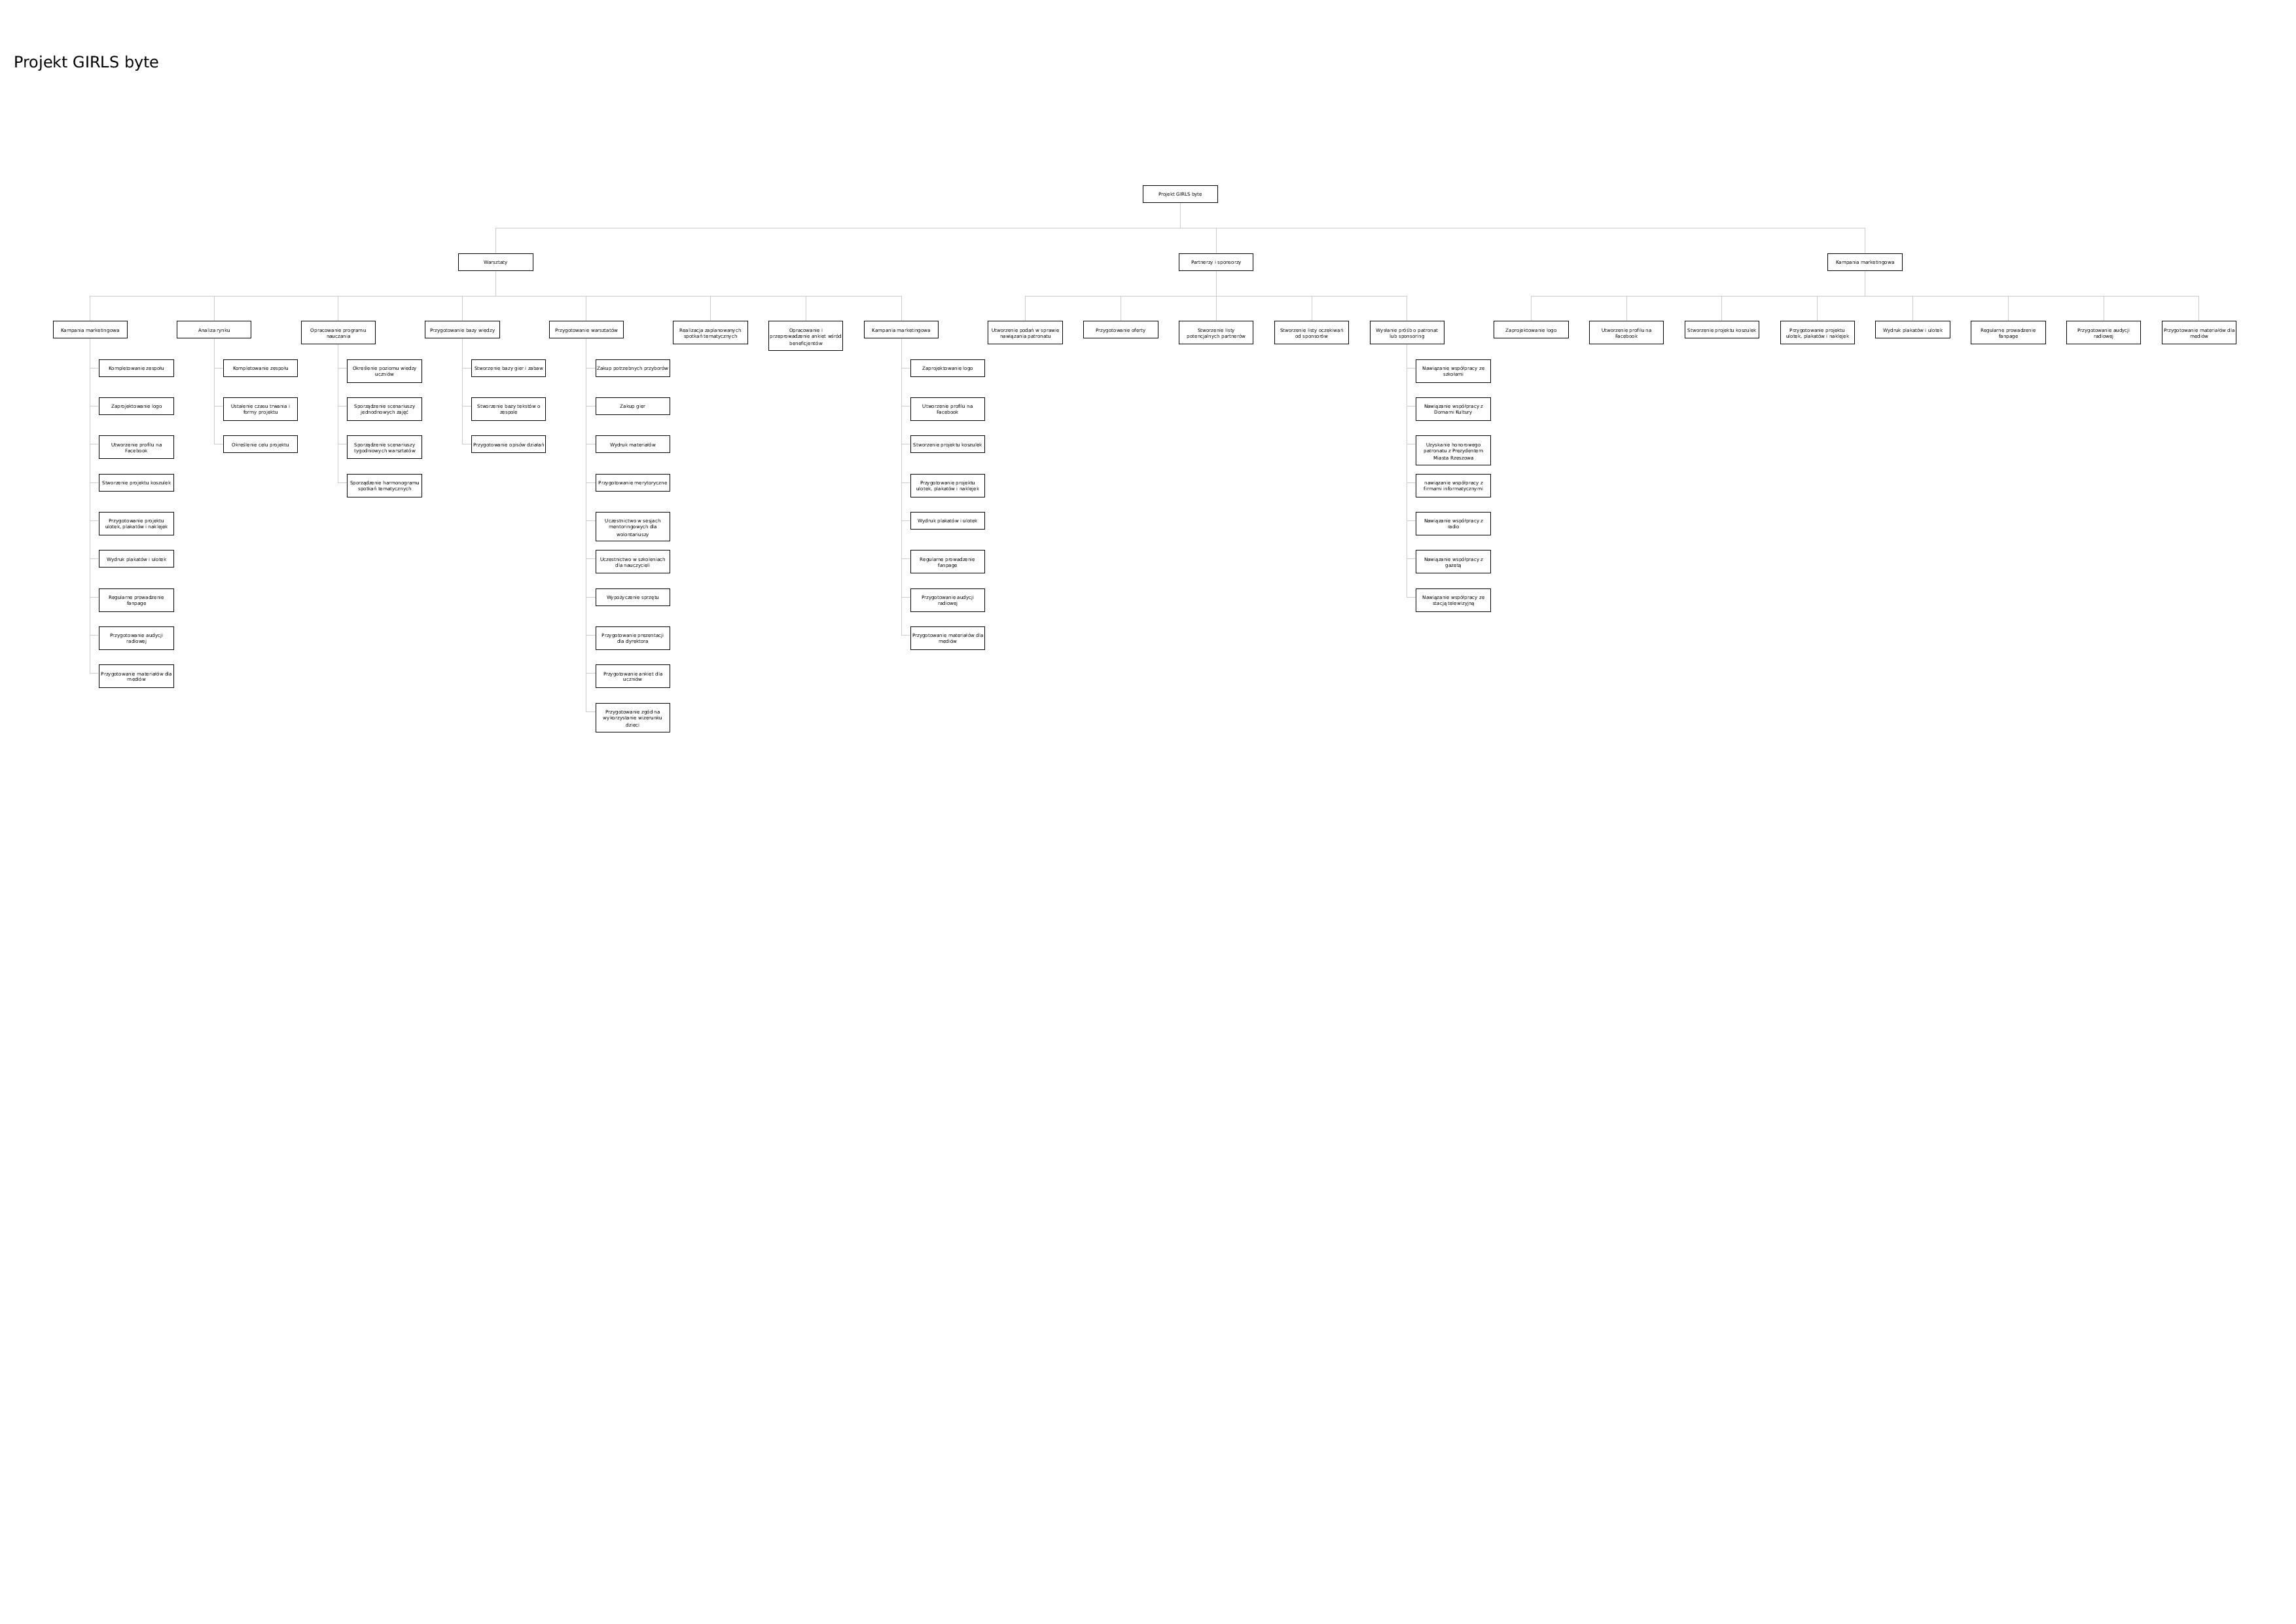 Projekt GIRLS byte
Projekt GIRLS byte
Warsztaty
Partnerzy i sponsorzy
Kampania marketingowa
Kampania marketingowa
Analiza rynku
Opracowanie programu
nauczania
Przygotowanie bazy wiedzy
Przygotowanie warsztatów
Realizacja zaplanowanych
spotkań tematycznych
Opracowanie i
przeprowadzenie ankiet wśród
beneficjentów
Kampania marketingowa
Utworzenie podań w sprawie
nawiązania patronatu
Przygotowanie oferty
Stworzenie listy
potencjalnych partnerów
Stworzenie listy oczekiwań
od sponsorów
Wysłanie próśb o patronat
lub sponsoring
Zaprojektowanie logo
Utworzenie profilu na
Facebook
Stworzenie projektu koszulek
Przygotowanie projektu
ulotek, plakatów i naklejek
Wydruk plakatów i ulotek
Regularne prowadzenie
fanpage
Przygotowanie audycji
radiowej
Przygotowanie materiałów dla
mediów
Kompletowanie zespołu
Zaprojektowanie logo
Utworzenie profilu na
Facebook
Stworzenie projektu koszulek
Przygotowanie projektu
ulotek, plakatów i naklejek
Wydruk plakatów i ulotek
Regularne prowadzenie
fanpage
Przygotowanie audycji
radiowej
Przygotowanie materiałów dla
mediów
Kompletowanie zespołu
Ustalenie czasu trwania i
formy projektu
Określenie celu projektu
Określenie poziomu wiedzy
uczniów
Sporządzenie scenariuszy
jednodniowych zajęć
Sporządzenie scenariuszy
tygodniowych warsztatów
Sporządzenie harmonogramu
spotkań tematycznych
Stworzenie bazy gier i zabaw
Stworzenie bazy tekstów o
zespole
Przygotowanie opisów działań
Zakup potrzebnych przyborów
Zakup gier
Wydruk materiałów
Przygotowanie merytoryczne
Uczestnictwo w sesjach
mentoringowych dla
wolontariuszy
Uczestnictwo w szkoleniach
dla nauczycieli
Wypożyczenie sprzętu
Przygotowanie prezentacji
dla dyrektora
Przygotowanie ankiet dla
uczniów
Przygotowanie zgód na
wykorzystanie wizerunku
dzieci
Zaprojektowanie logo
Utworzenie profilu na
Facebook
Stworzenie projektu koszulek
Przygotowanie projektu
ulotek, plakatów i naklejek
Wydruk plakatów i ulotek
Regularne prowadzenie
fanpage
Przygotowanie audycji
radiowej
Przygotowanie materiałów dla
mediów
Nawiązanie współpracy ze
szkołami
Nawiązanie współpracy z
Domami Kultury
Uzyskanie honorowego
patronatu z Prezydentem
Miasta Rzeszowa
nawiązanie współpracy z
firmami informatycznymi
Nawiązanie współpracy z
radio
Nawiązanie współpracy z
gazetą
Nawiązanie współpracy ze
stacją telewizyjną